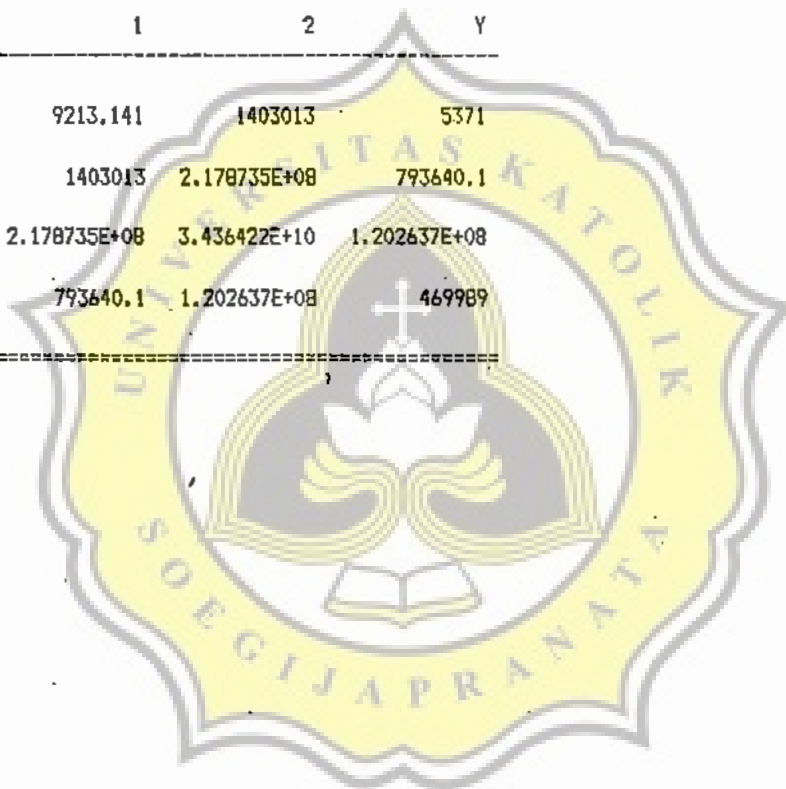 1 2 Y
9213.141 1403013 5371
1403013 2.178735E+08 793640.1
2.178735E+08 3.436422E+10 1.202637E+08
793640.1 1.202637E+08 469989
UNIVERSITAS KATOLIK
SOEGIJAPRANATA